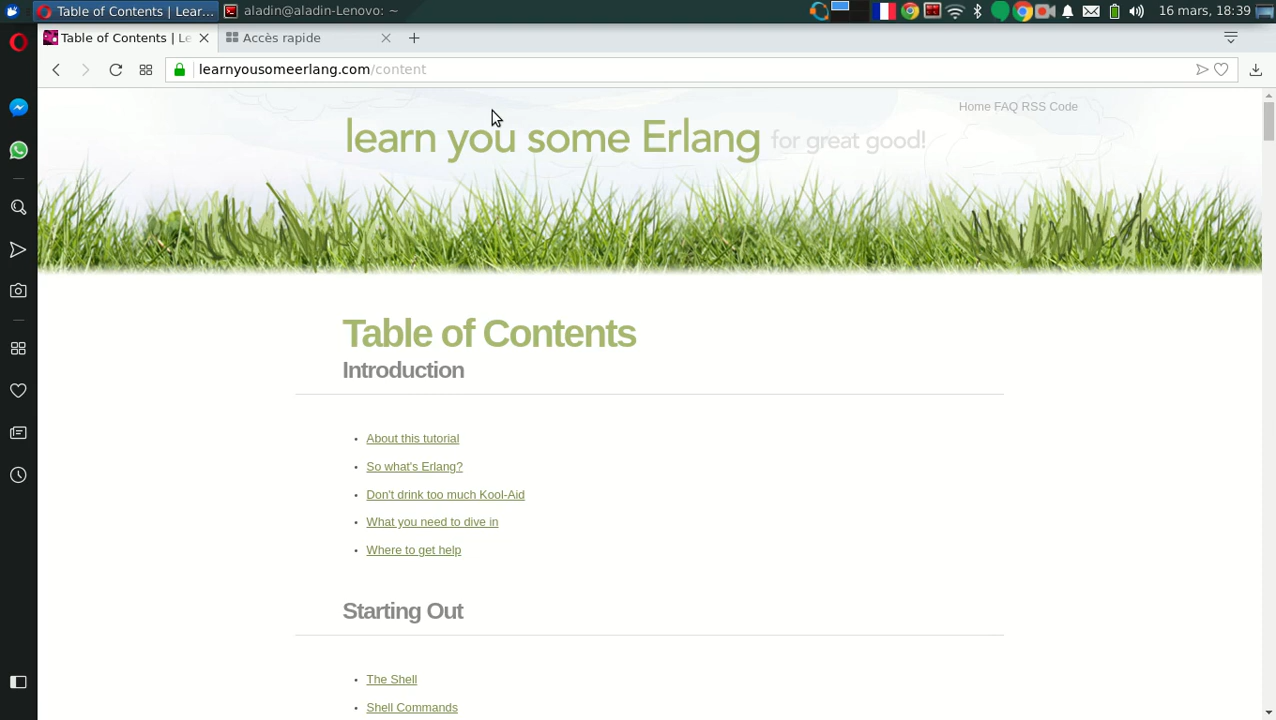 Table of Contents | Lear... aladin@aladin-Lenovo: ~ 16 mars, 18:39
Table of Contents | Le Accès rapide
learnyousomeerlang.com/content
Home FAQ RSS Code
learn you some Erlang for great good!
Table of Contents
Introduction
• About this tutorial
• So what's Erlang?
• Don't drink too much Kool-Aid
• What you need to dive in
• Where to get help
Starting Out
• The Shell
• Shell Commands